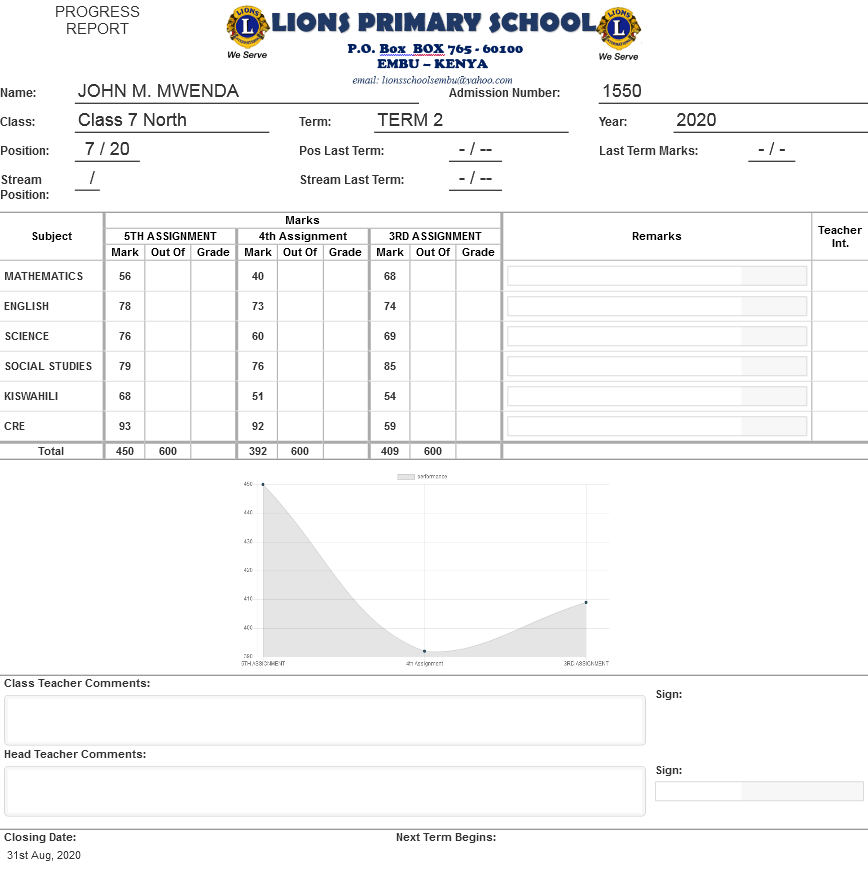 PROGRESS
REPORT
LIONS PRIMARY SCHOOL
We Serve
We Serve
P.O. Box BOX 765 - 60100
EMBU – KENYA
email: lionsschoolsembu@yahoo.com
Name: JOHN M. MWENDA Admission Number: 1550
Class: Class 7 North Term: TERM 2 Year: 2020
Position: 7 / 20 Pos Last Term: - / -- Last Term Marks: - / -
Stream Position: / Stream Last Term: - / --
Subject Marks Remarks Teacher Int.
5TH ASSIGNMENT 4th Assignment 3RD ASSIGNMENT
Mark Out Of Grade Mark Out Of Grade Mark Out Of Grade
MATHEMATICS 56 40 68
ENGLISH 78 73 74
SCIENCE 76 60 69
SOCIAL STUDIES 79 76 85
KISWAHILI 68 51 54
CRE 93 92 59
Total 450 600 392 600 409 600
performance
450
440
430
420
410
400
390
5TH ASSIGNMENT 4th Assignment 3RD ASSIGNMENT
Class Teacher Comments:
Sign:
Head Teacher Comments:
Sign:
Closing Date: Next Term Begins:
31st Aug, 2020